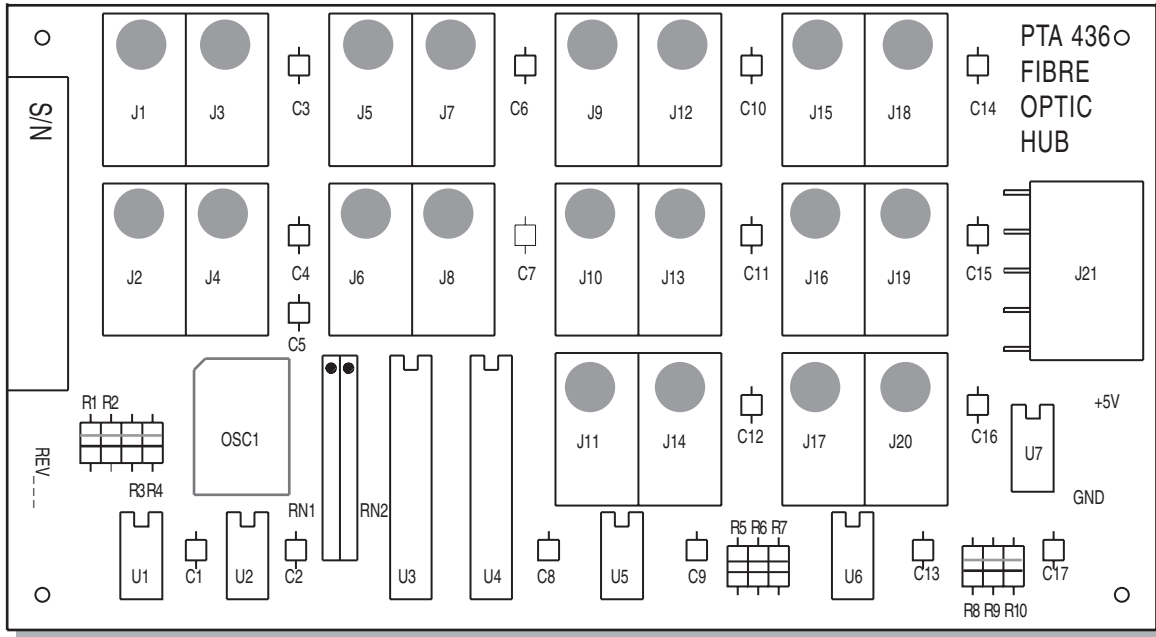 PTA 436
FIBRE
OPTIC
HUB
S/N
J1 J3 C3 J5 J7 C6 J9 J12 C10 J15 J18 C14
J2 J4 C4 J6 J8 C7 J10 J13 C11 J16 J19 C15 J21
C5
R1 R2
+5V
OSC1 J11 J14 C12 J17 J20 C16 U7
REV___
R3 R4
GND
RN1 RN2
R5 R6 R7
U1 C1 U2 C2 U3 U4 C8 U5 C9 U6 C13 C17
R8 R9 R10